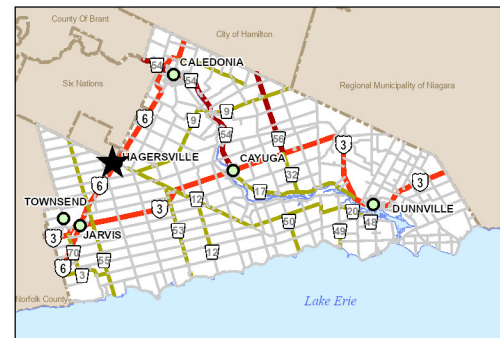 County Of Brant
City of Hamilton
54
CALEDONIA
54
Six Nations
Regional Municipality of Niagara
6
9
9
54
56
3
HAGERSVILLE
CAYUGA
6
32
3
17
12
TOWNSEND
3
20
DUNNVILLE
3
JARVIS
53
50
48
70
55
12
49
6
3
Norfolk County
Lake Erie